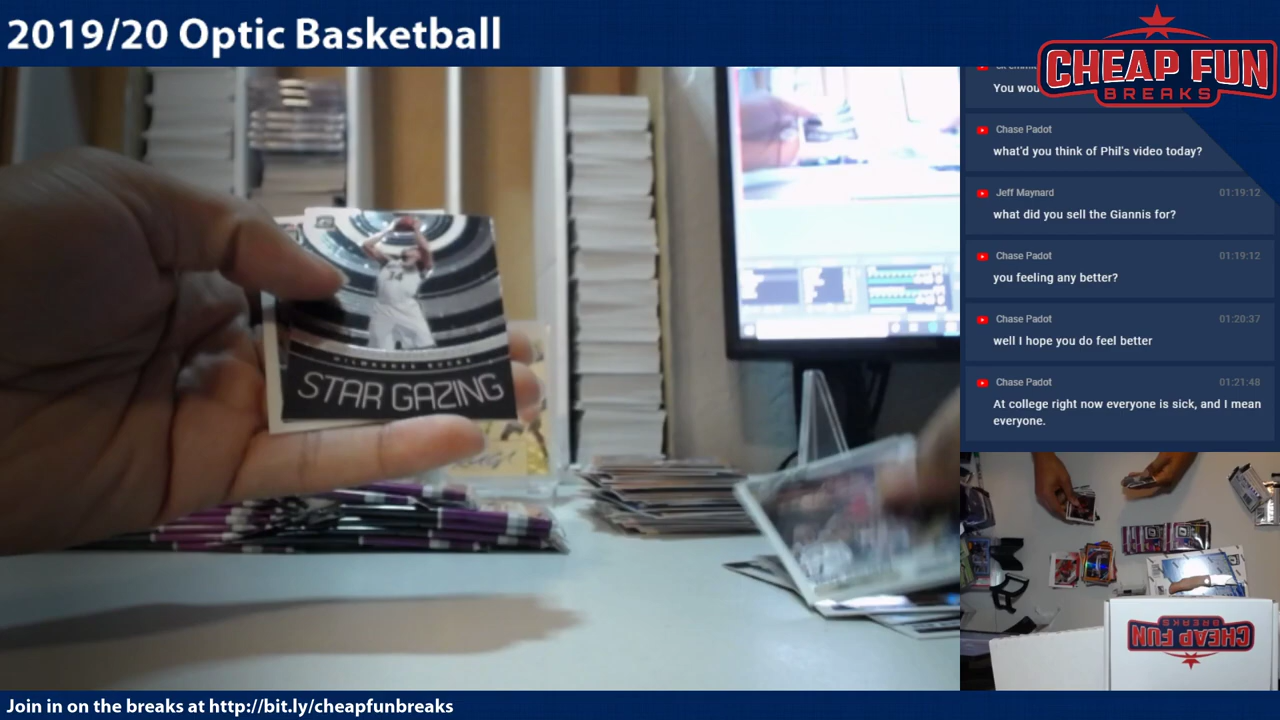 2019/20 Optic Basketball
CHEAP FUN
BREAKS
You wou
Chase Padot
what'd you think of Phil's video today?
Jeff Maynard 01:19:12
what did you sell the Giannis for?
Chase Padot 01:19:12
you feeling any better?
Chase Padot 01:20:37
well I hope you do feel better
Chase Padot 01:21:48
At college right now everyone is sick, and I mean
everyone.
34
MILWAUKEE BUCKS
STAR GAZING
CHEAP FUN
BREAKS
Join in on the breaks at http://bit.ly/cheapfunbreaks